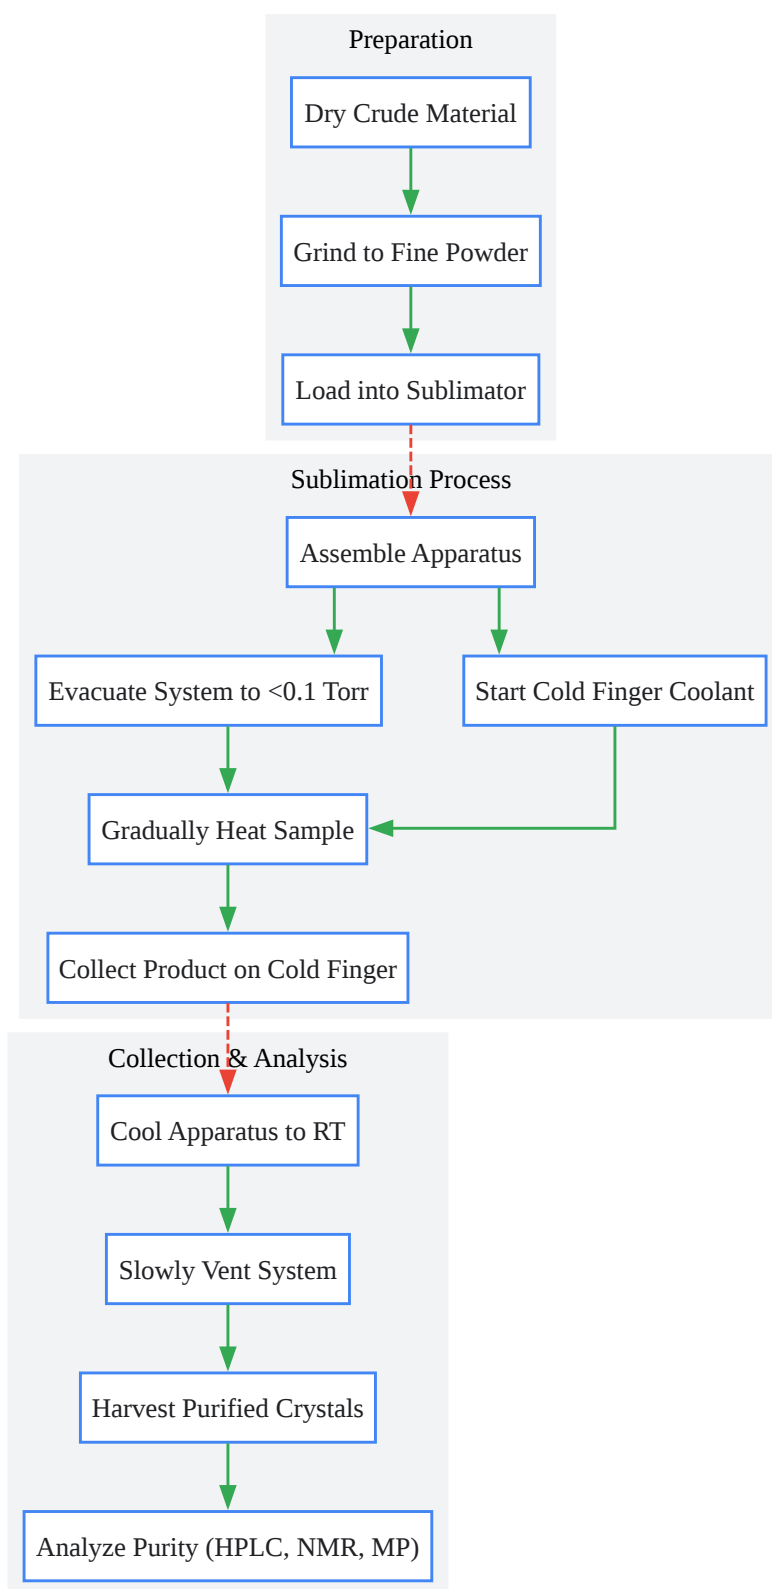 Preparation
Dry Crude Material
Grind to Fine Powder
Load into Sublimator
Sublimation Process
Assemble Apparatus
Evacuate System to <0.1 Torr
Start Cold Finger Coolant
Gradually Heat Sample
Collect Product on Cold Finger
Collection & Analysis
Cool Apparatus to RT
Slowly Vent System
Harvest Purified Crystals
Analyze Purity (HPLC, NMR, MP)